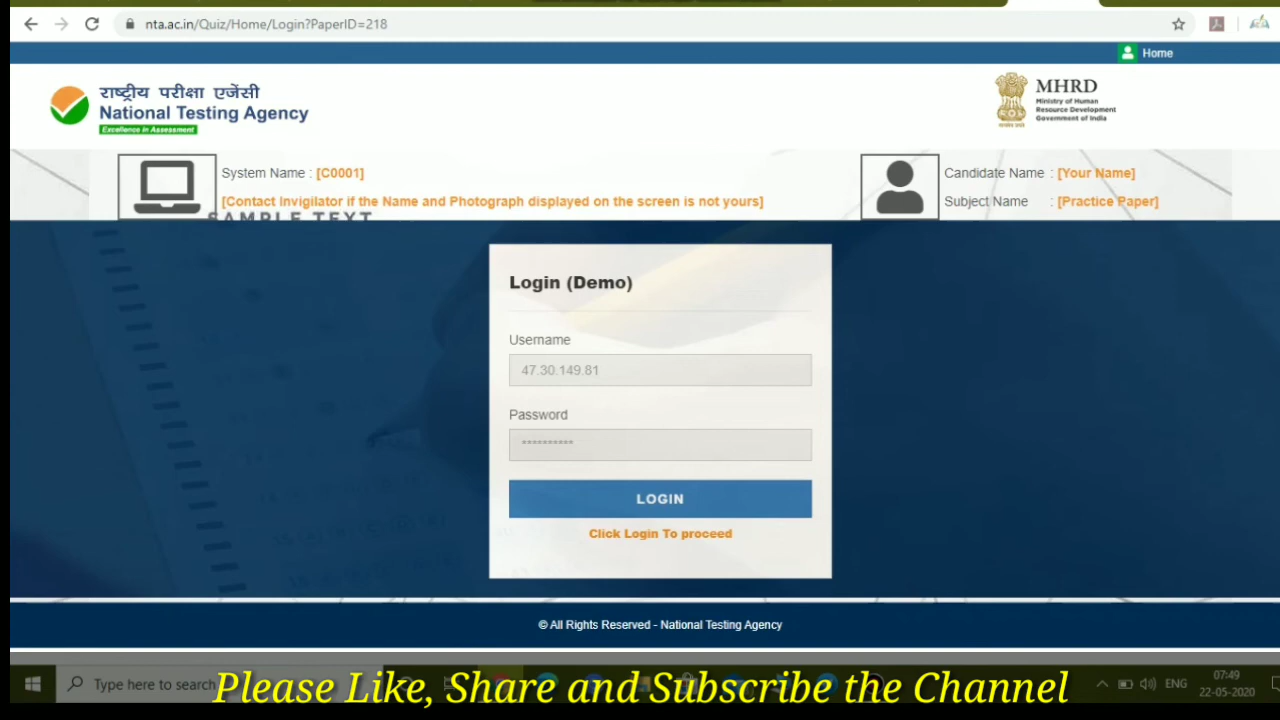 nta.ac.in/Quiz/Home/Login?PaperID=218
Home
राष्ट्रीय परीक्षा एजेंसी
National Testing Agency
Excellence in Assessment
MHRD
Ministry of Human
Resource Development
Government of India
System Name : [C0001]
[Contact Invigilator if the Name and Photograph displayed on the screen is not yours]
Candidate Name : [Your Name]
Subject Name : [Practice Paper]
SAMPLE TEXT
Login (Demo)
Username
47.30.149.81
Password
**********
LOGIN
Click Login To proceed
© All Rights Reserved - National Testing Agency
Type here to search
ENG
07:49
22-05-2020
Please Like, Share and Subscribe the Channel